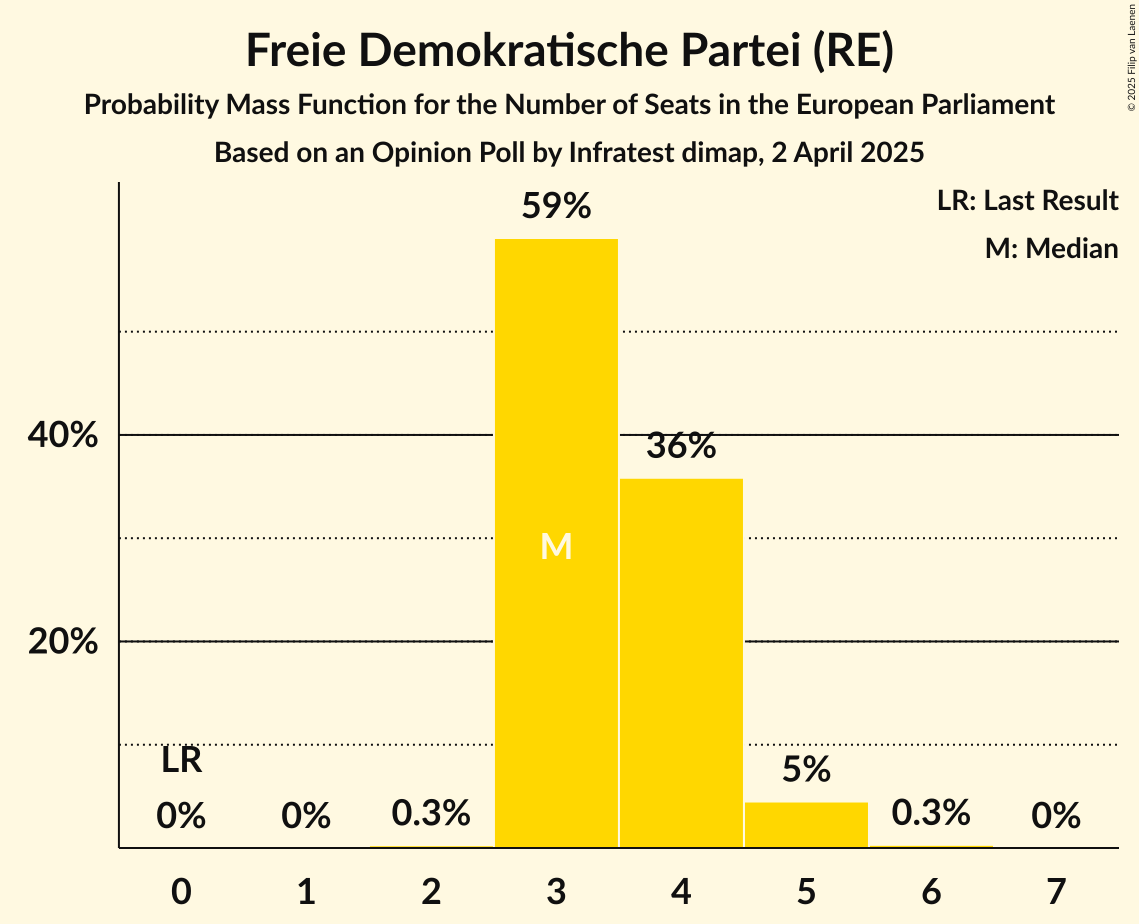 Freie Demokratische Partei (RE)
Probability Mass Function for the Number of Seats in the European Parliament
Based on an Opinion Poll by Infratest dimap, 2 April 2025
© 2025 Filip van Laenen
LR: Last Result
M: Median
59%
40%
36%
M
20%
LR
5%
0% 0% 0.3% 0.3% 0%
0 1 2 3 4 5 6 7